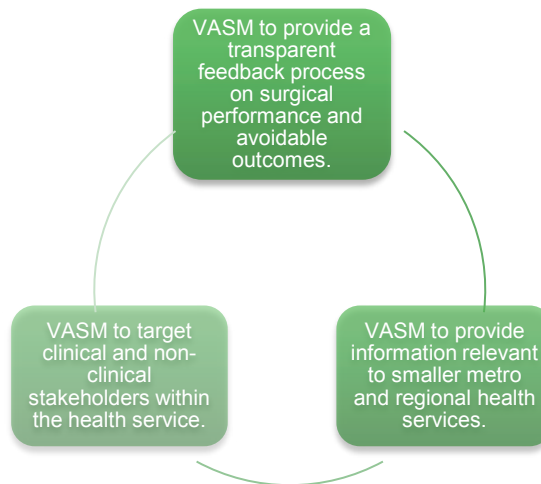 VASM to provide a
transparent
feedback process
on surgical
performance and
avoidable
outcomes.
VASM to target
clinical and non-
clinical
stakeholders within
the health service.
VASM to provide
information relevant
to smaller metro
and regional health
services.